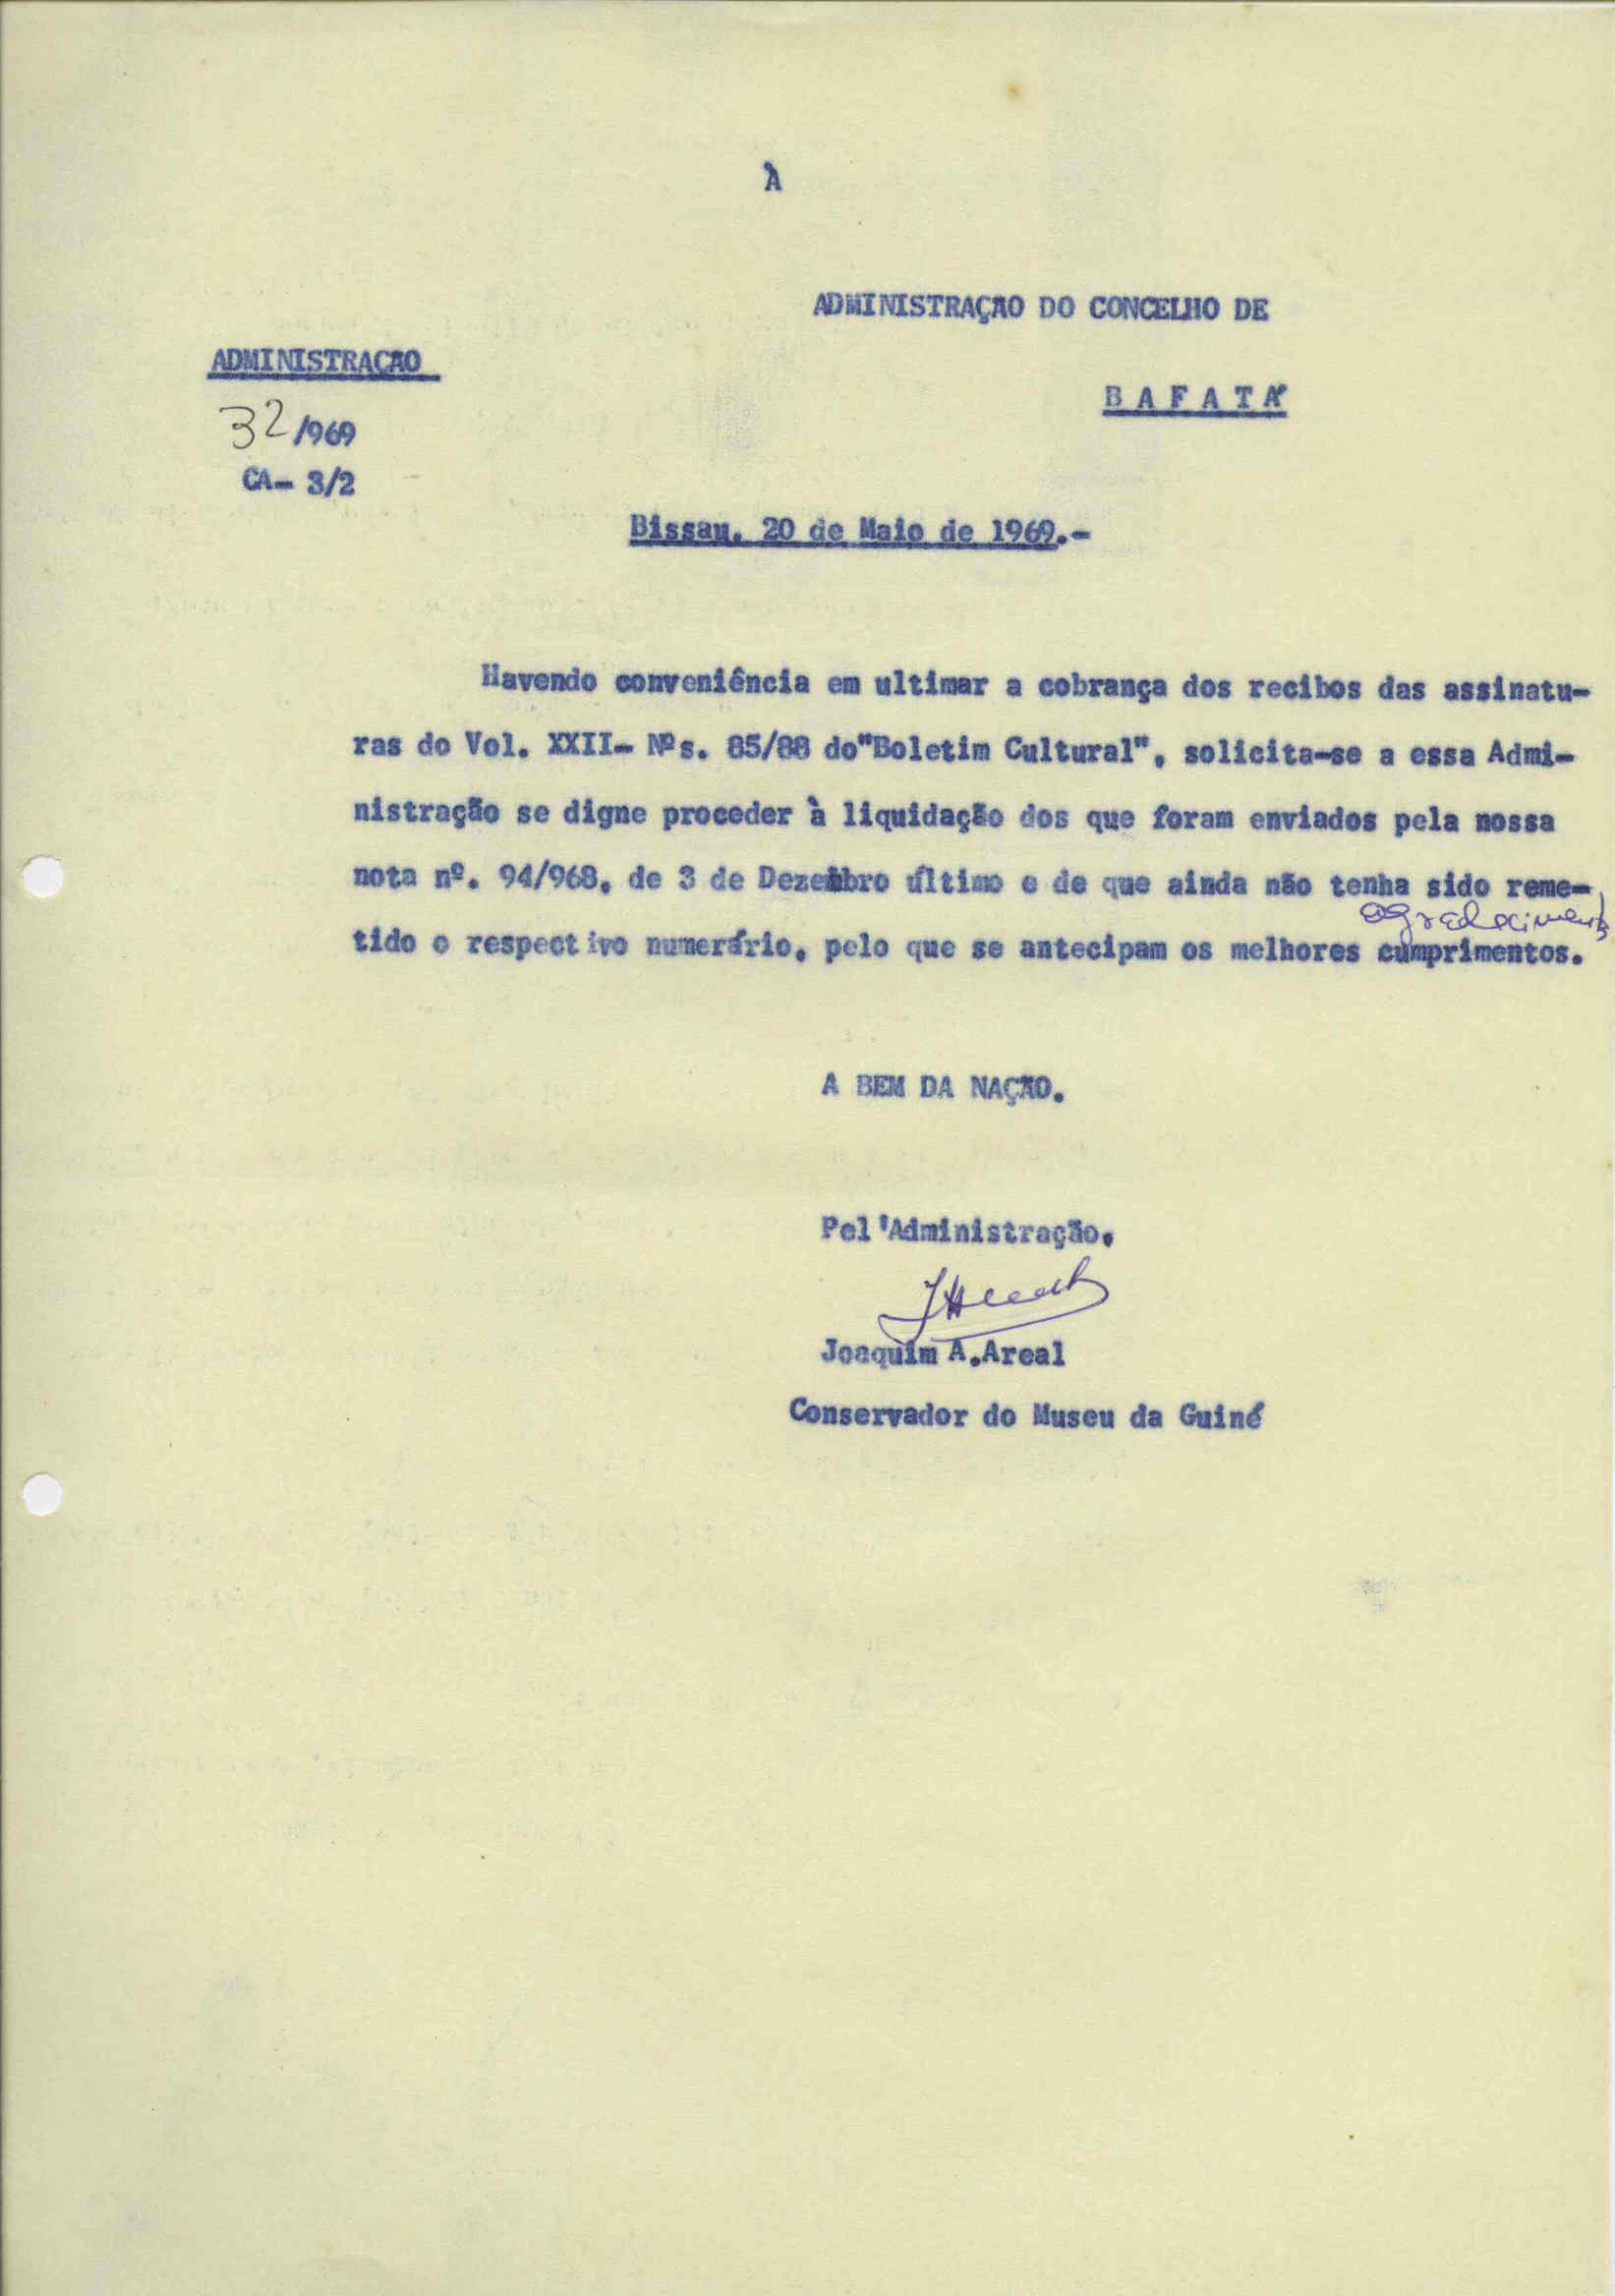 À
ADMINISTRAÇÃO DO CONCELHO DE
ADMINISTRAÇÃO
B A F A T Á
32/969
CA- 3/2
Bissau, 20 de Maio de 1969.-
Havendo conveniência em ultimar a cobrança dos recibos das assinatu-
ras do Vol. XXII- Nºs. 85/88 do"Boletim Cultural", solicita-se a essa Admi-
nistração se digne proceder à liquidação dos que foram enviados pela nossa
nota nº. 94/968, de 3 de Dezembro último e de que ainda não tenha sido reme-
agradecimentos
tido o respectivo numerário, pelo que se antecipam os melhores cumprimentos.
A BEM DA NAÇÃO.
Pel'Administração,
Joaquim A.Areal
Conservador do Museu da Guiné